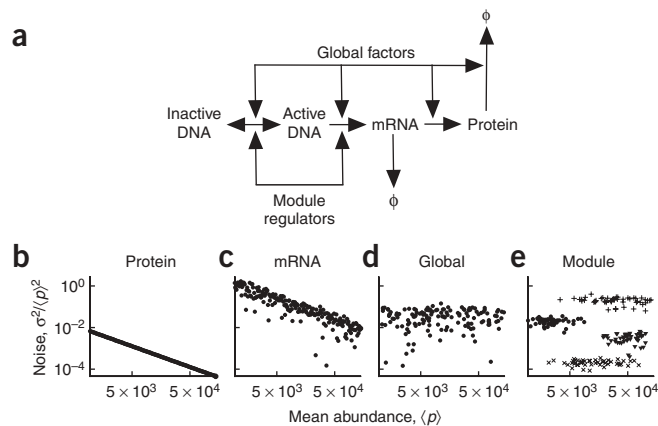 a
ϕ
Global factors
Inactive
DNA
Active
DNA
mRNA
Protein
Module
regulators
ϕ
b Protein
c mRNA
d Global
e Module
Noise, σ²/⟨p⟩²
10⁰
10⁻²
10⁻⁴
5 × 10³ 5 × 10⁴ 5 × 10³ 5 × 10⁴ 5 × 10³ 5 × 10⁴ 5 × 10³ 5 × 10⁴
Mean abundance, ⟨p⟩